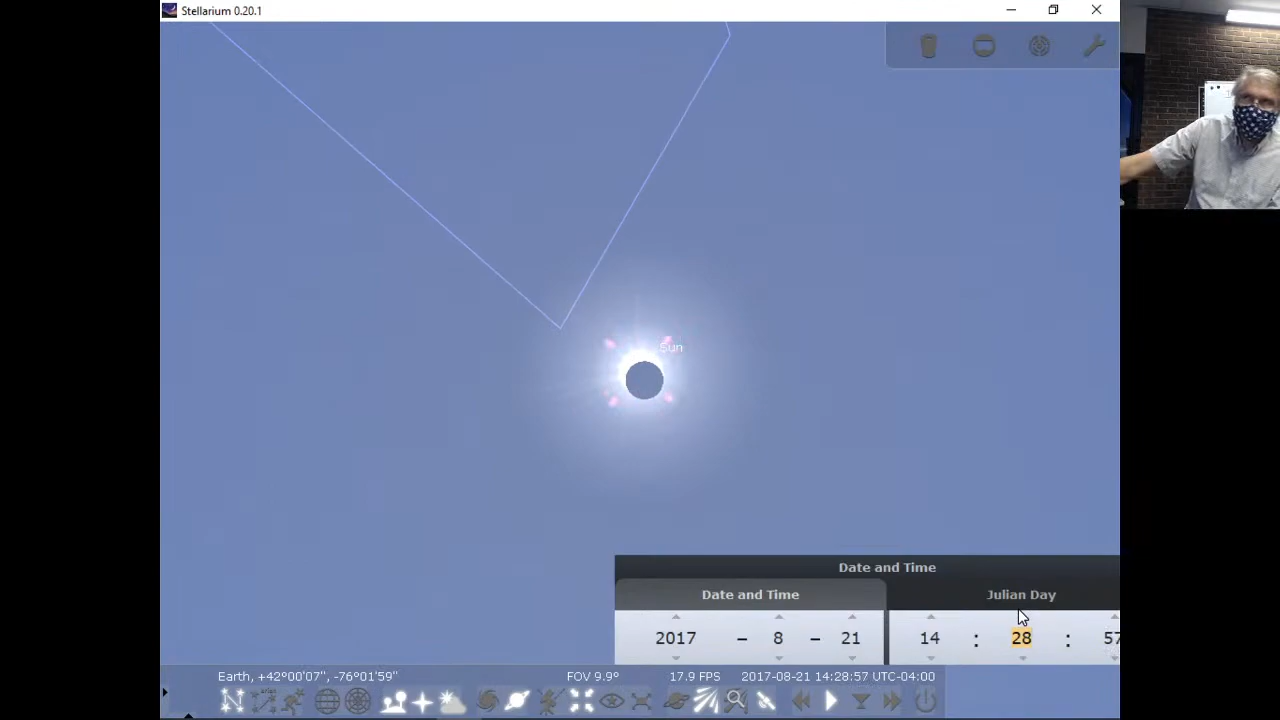 Stellarium 0.20.1
Sun
Date and Time
Date and Time Julian Day
2017 - 8 - 21 14 : 28 : 57
Earth, +42°00'07", -76°01'59" FOV 9.9° 17.9 FPS 2017-08-21 14:28:57 UTC-04:00